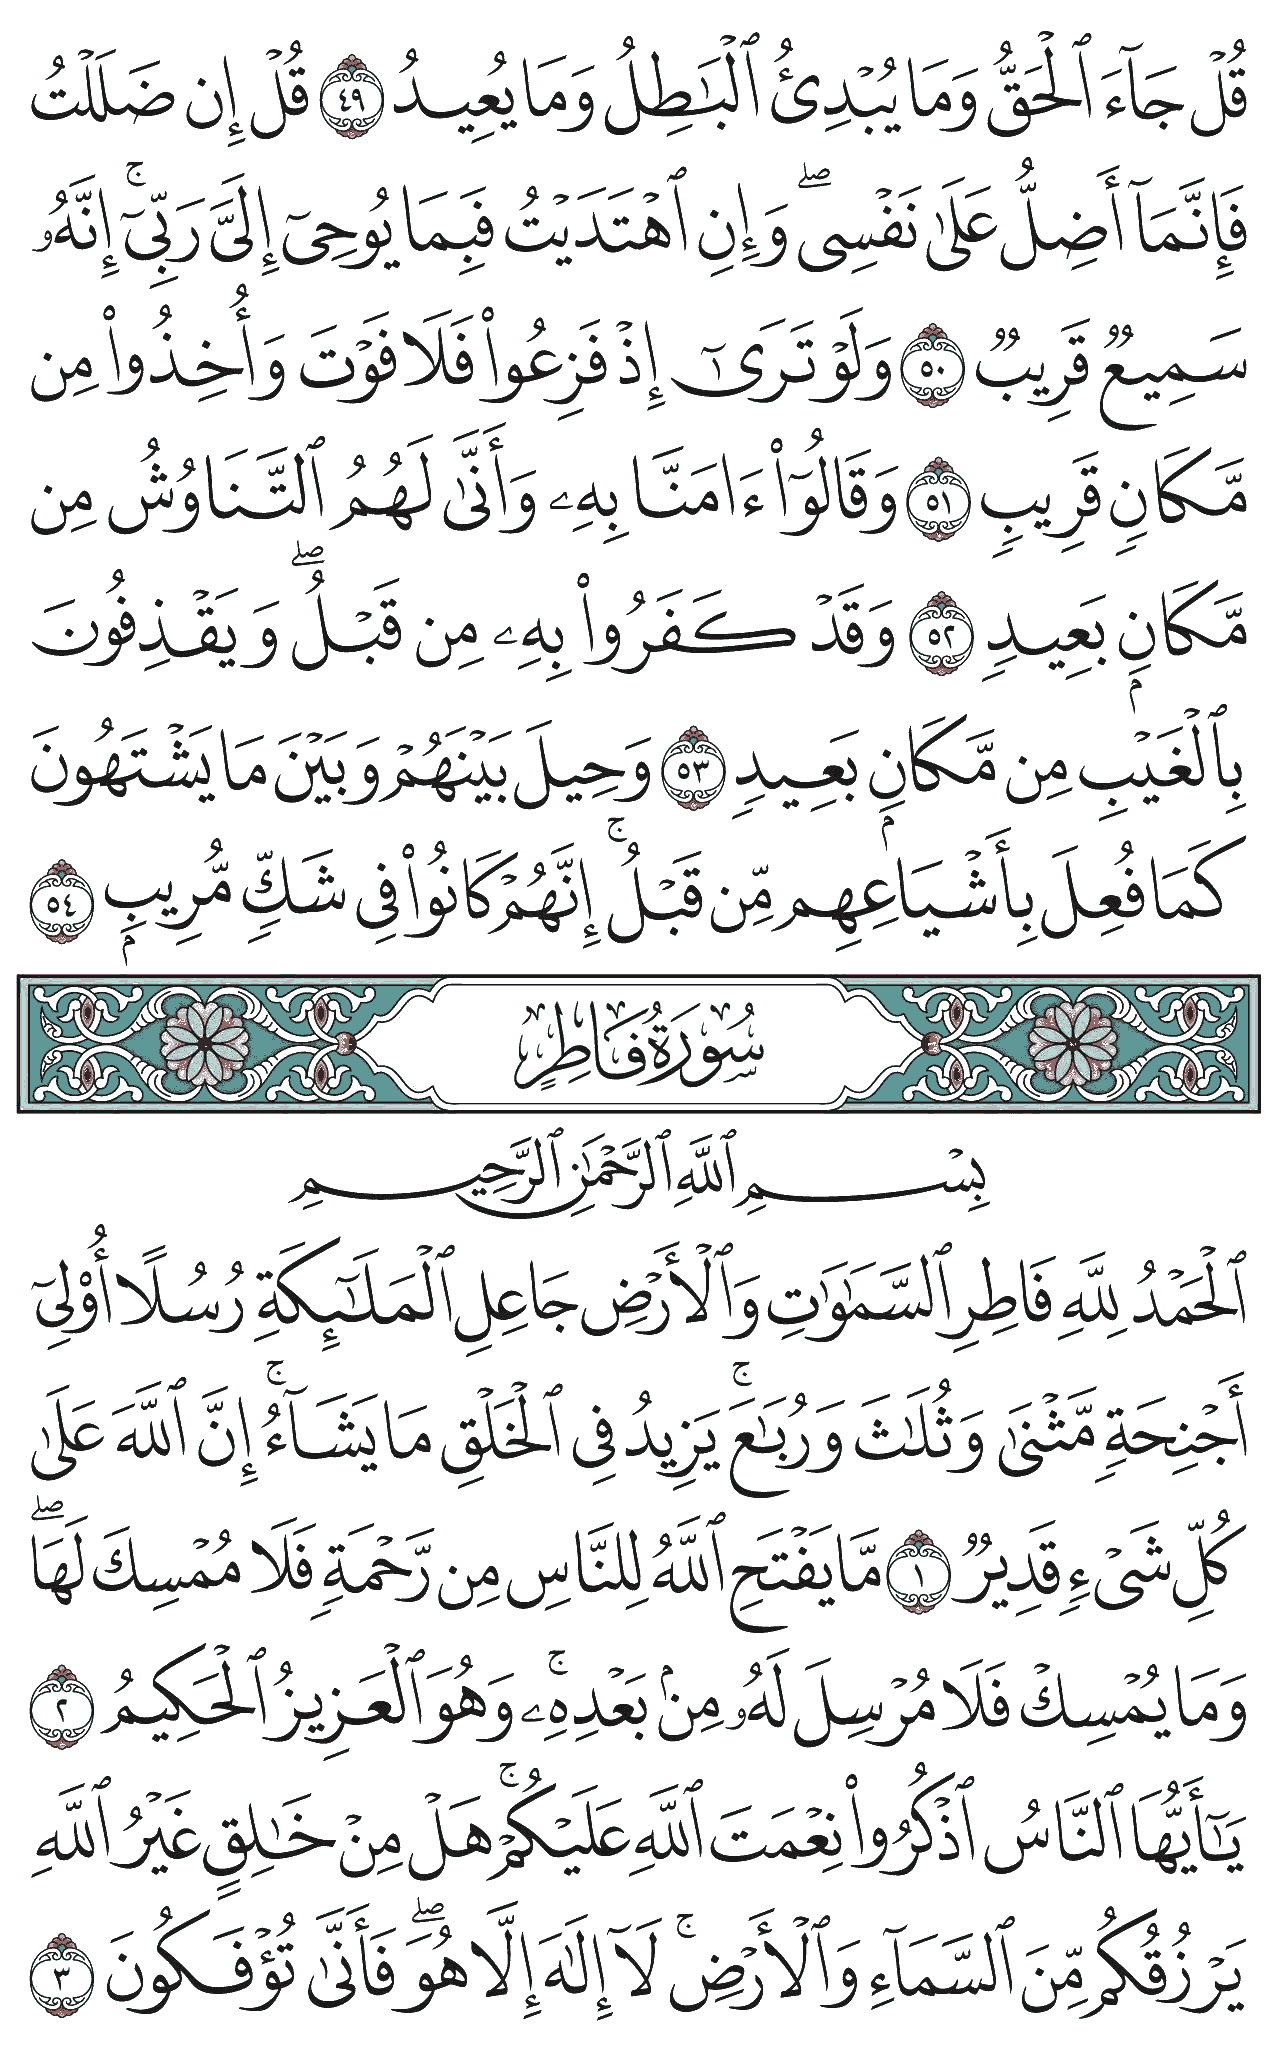 قُلْ جَآءَ ٱلْحَقُّ وَمَا يُبْدِئُ ٱلْبَٰطِلُ وَمَا يُعِيدُ ٤٩ قُلْ إِن ضَلَلْتُ
فَإِنَّمَآ أَضِلُّ عَلَىٰ نَفْسِى ۖ وَإِنِ ٱهْتَدَيْتُ فَبِمَا يُوحِىٓ إِلَىَّ رَبِّىٓ ۚ إِنَّهُۥ
سَمِيعٌ قَرِيبٌ ٥٠ وَلَوْ تَرَىٰٓ إِذْ فَزِعُوا۟ فَلَا فَوْتَ وَأُخِذُوا۟ مِن
مَّكَانٍ قَرِيبٍ ٥١ وَقَالُوٓا۟ ءَامَنَّا بِهِۦ وَأَنَّىٰ لَهُمُ ٱلتَّنَاوُشُ مِن
مَّكَانٍۭ بَعِيدٍ ٥٢ وَقَدْ كَفَرُوا۟ بِهِۦ مِن قَبْلُ ۖ وَيَقْذِفُونَ
بِٱلْغَيْبِ مِن مَّكَانٍۭ بَعِيدٍ ٥٣ وَحِيلَ بَيْنَهُمْ وَبَيْنَ مَا يَشْتَهُونَ
كَمَا فُعِلَ بِأَشْيَاعِهِم مِّن قَبْلُ ۚ إِنَّهُمْ كَانُوا۟ فِى شَكٍّ مُّرِيبٍۭ ٥٤
سُورَةُ فَاطِرٍ
بِسْمِ ٱللَّهِ ٱلرَّحْمَٰنِ ٱلرَّحِيمِ
ٱلْحَمْدُ لِلَّهِ فَاطِرِ ٱلسَّمَٰوَٰتِ وَٱلْأَرْضِ جَاعِلِ ٱلْمَلَٰٓئِكَةِ رُسُلًا أُو۟لِىٓ
أَجْنِحَةٍ مَّثْنَىٰ وَثُلَٰثَ وَرُبَٰعَ ۚ يَزِيدُ فِى ٱلْخَلْقِ مَا يَشَآءُ ۚ إِنَّ ٱللَّهَ عَلَىٰ
كُلِّ شَىْءٍ قَدِيرٌ ١ مَّا يَفْتَحِ ٱللَّهُ لِلنَّاسِ مِن رَّحْمَةٍ فَلَا مُمْسِكَ لَهَا ۖ
وَمَا يُمْسِكْ فَلَا مُرْسِلَ لَهُۥ مِنۢ بَعْدِهِۦ ۚ وَهُوَ ٱلْعَزِيزُ ٱلْحَكِيمُ ٢
يَٰٓأَيُّهَا ٱلنَّاسُ ٱذْكُرُوا۟ نِعْمَتَ ٱللَّهِ عَلَيْكُمْ ۚ هَلْ مِنْ خَٰلِقٍ غَيْرُ ٱللَّهِ
يَرْزُقُكُم مِّنَ ٱلسَّمَآءِ وَٱلْأَرْضِ ۚ لَآ إِلَٰهَ إِلَّا هُوَ ۖ فَأَنَّىٰ تُؤْفَكُونَ ٣